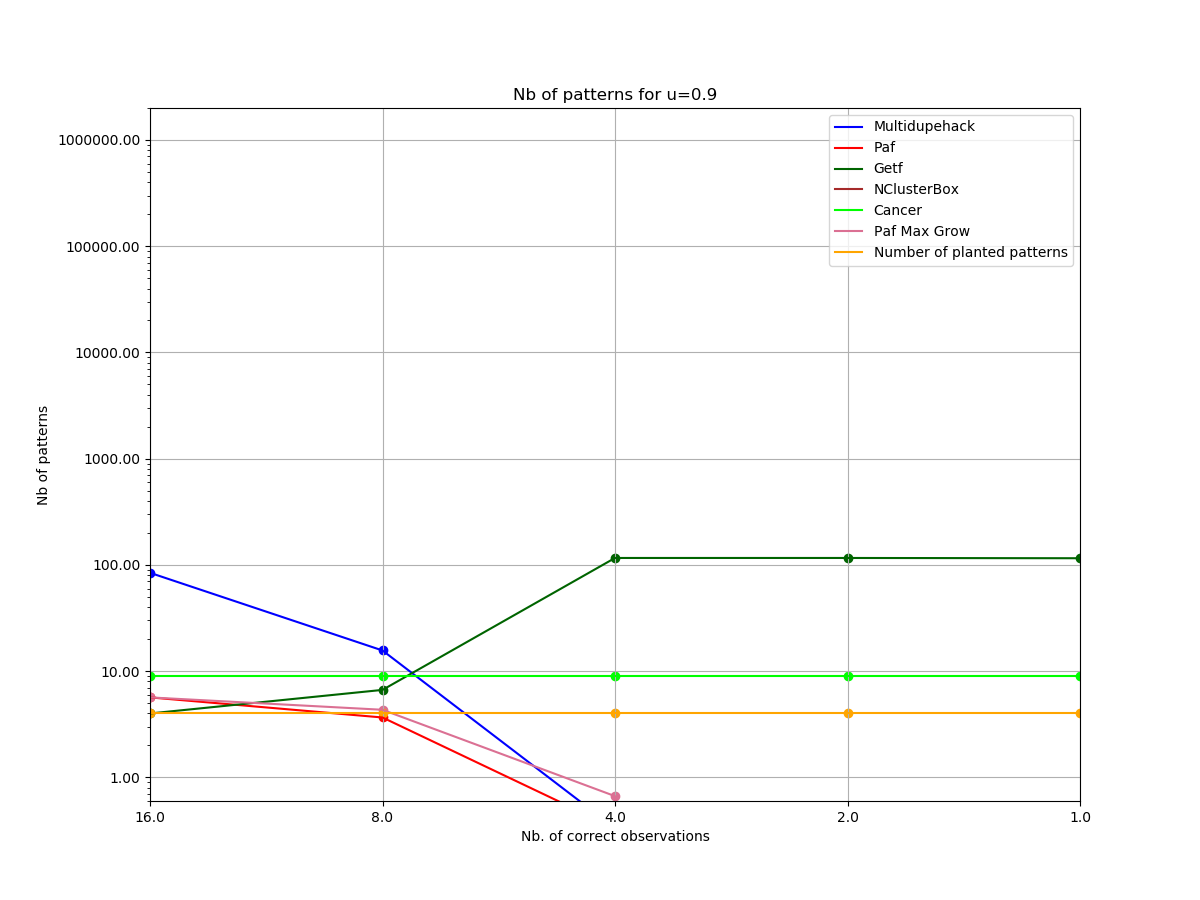 Nb of patterns for u=0.9
Multidupehack
Paf
Getf
NClusterBox
Cancer
Paf Max Grow
Number of planted patterns
1000000.00
100000.00
10000.00
1000.00
100.00
10.00
1.00
Nb of patterns
16.0 8.0 4.0 2.0 1.0
Nb. of correct observations